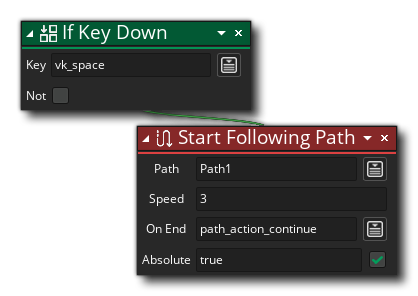 If Key Down
Key vk_space
Not
Start Following Path
Path Path1
Speed 3
On End path_action_continue
Absolute true